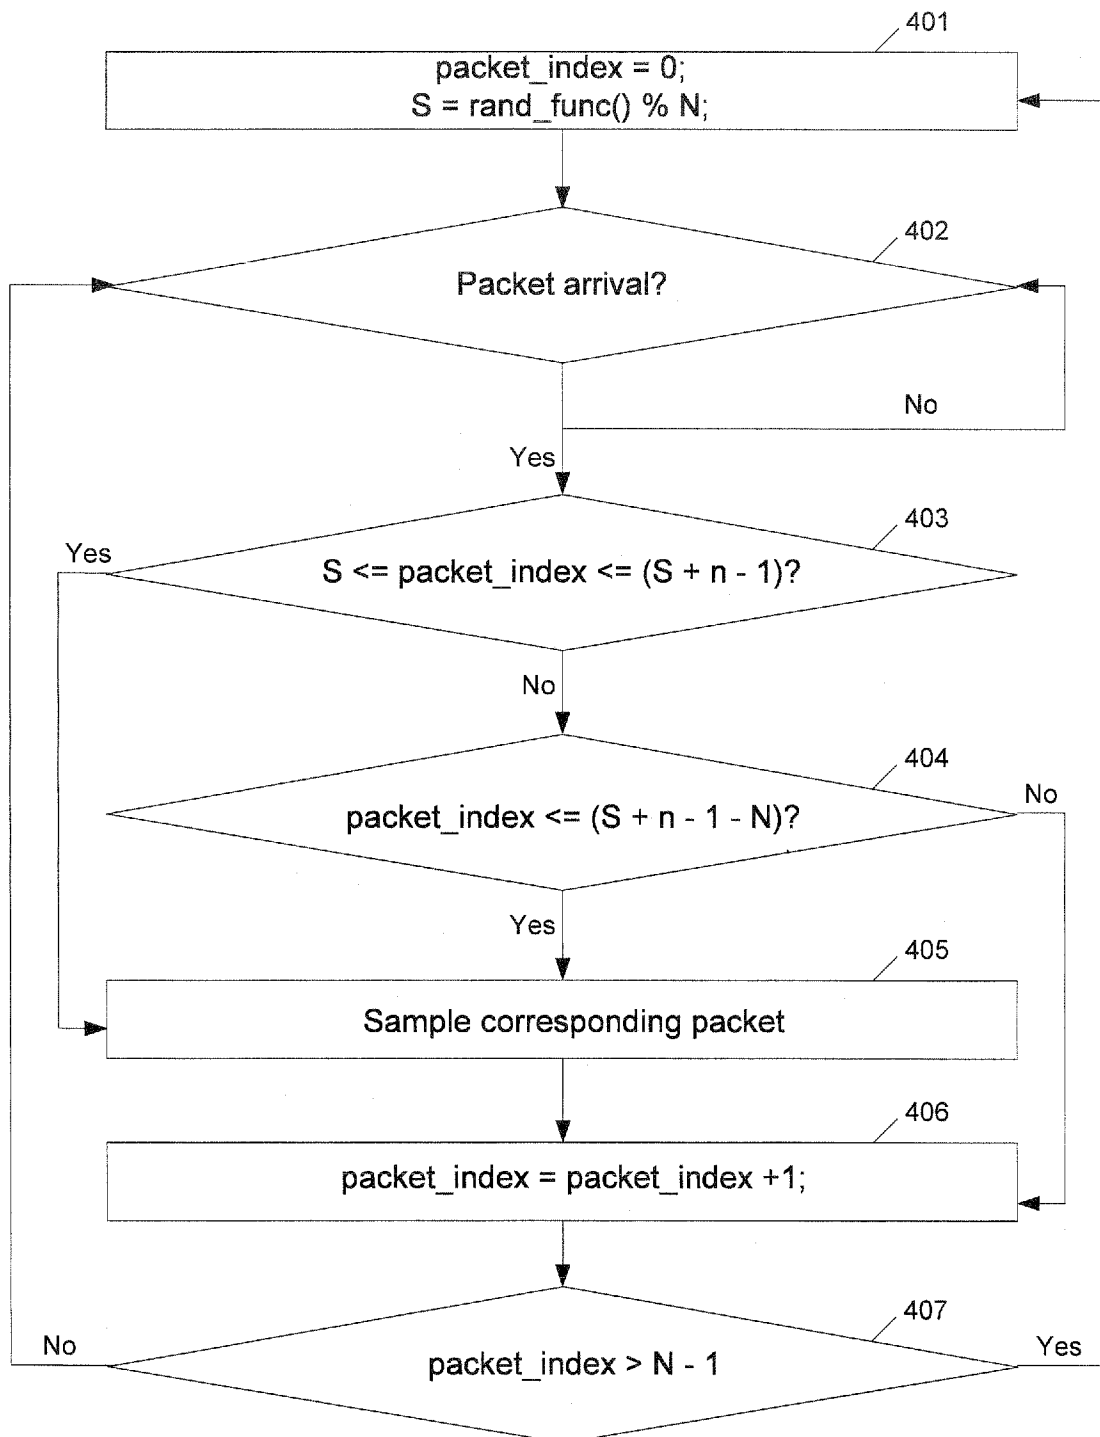 401
packet_index = 0;
S = rand_func() % N;
402
Packet arrival?
No
Yes
403
Yes
S <= packet_index <= (S + n - 1)?
No
404
No
packet_index <= (S + n - 1 - N)?
Yes
405
Sample corresponding packet
406
packet_index = packet_index +1;
407
No
Yes
packet_index > N - 1